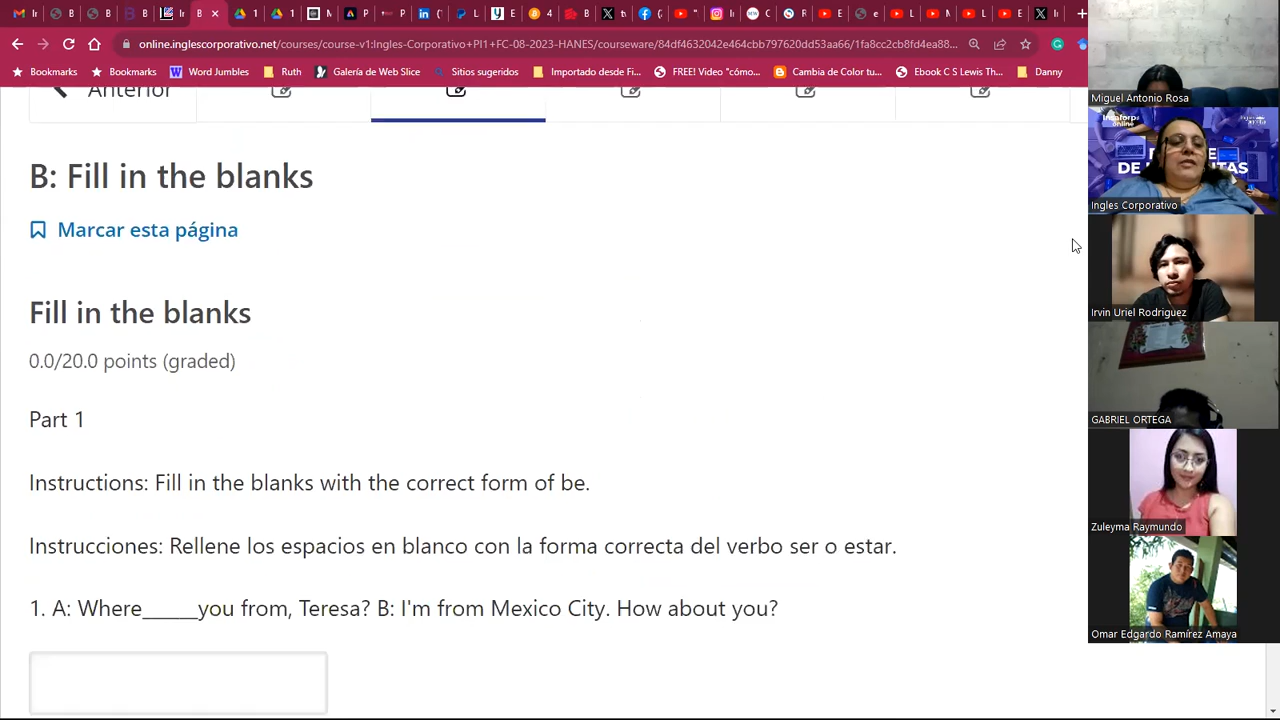 online.inglescorporativo.net/courses/course-v1:Ingles-Corporativo+PI1+FC-08-2023-HANES/courseware/84df4632042e464cbb797620dd53aa66/1fa8cc2cb8fd4ea88...
Bookmarks Bookmarks Word Jumbles Ruth Galería de Web Slice Sitios sugeridos Importado desde Fi... FREE! Video "cómo... Cambia de Color tu... Ebook C S Lewis Th... Danny
Anterior
B: Fill in the blanks
Marcar esta página
Fill in the blanks
0.0/20.0 points (graded)
Part 1
Instructions: Fill in the blanks with the correct form of be.
Instrucciones: Rellene los espacios en blanco con la forma correcta del verbo ser o estar.
1. A: Where______you from, Teresa? B: I'm from Mexico City. How about you?
Miguel Antonio Rosa
Ingles Corporativo
Irvin Uriel Rodriguez
GABRIEL ORTEGA
Zuleyma Raymundo
Omar Edgardo Ramírez Amaya